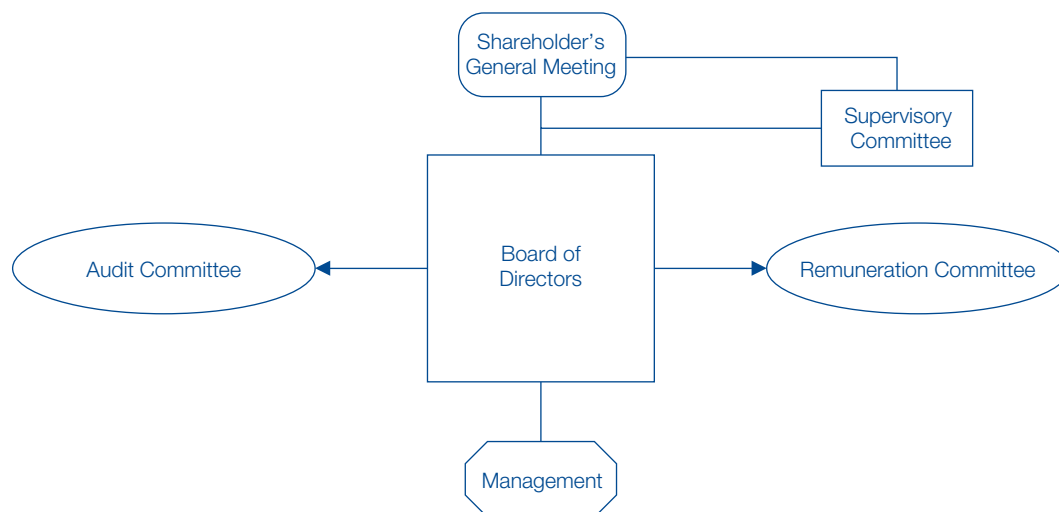 Shareholder’s
General Meeting
Supervisory
Committee
Audit Committee
Board of
Directors
Remuneration Committee
Management